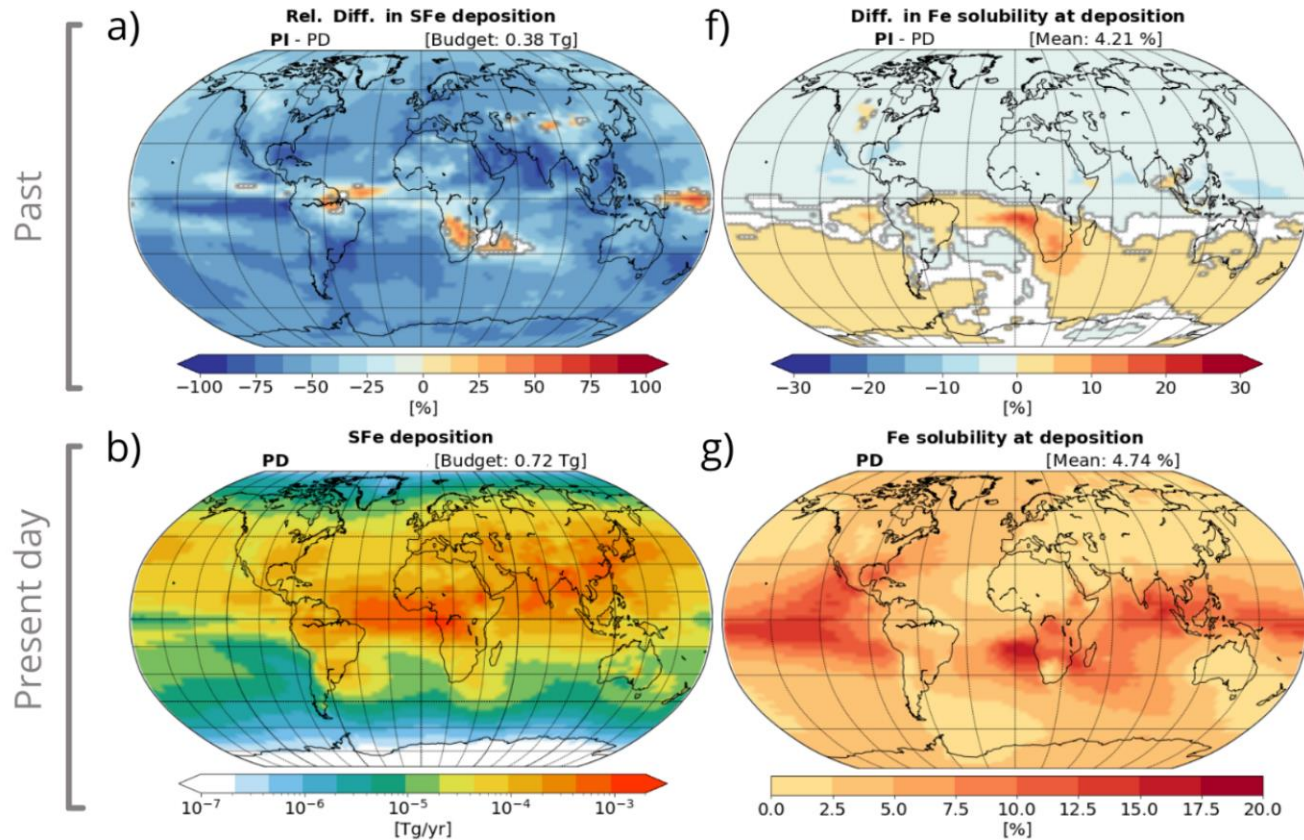 Past
a)
Rel. Diff. in SFe deposition
PI - PD [Budget: 0.38 Tg]
−100 −75 −50 −25 0 25 50 75 100
[%]
f)
Diff. in Fe solubility at deposition
PI - PD [Mean: 4.21 %]
−30 −20 −10 0 10 20 30
[%]
Present day
b)
SFe deposition
PD [Budget: 0.72 Tg]
10⁻⁷ 10⁻⁶ 10⁻⁵ 10⁻⁴ 10⁻³
[Tg/yr]
g)
Fe solubility at deposition
PD [Mean: 4.74 %]
0.0 2.5 5.0 7.5 10.0 12.5 15.0 17.5 20.0
[%]